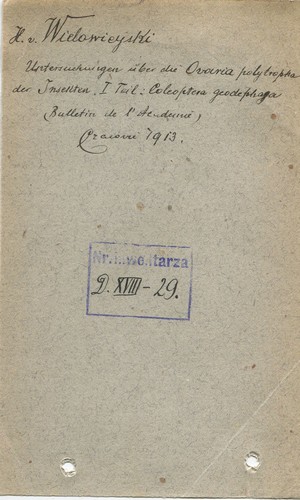 H. v. Wielowieyski
Untersuchungen über die Ovaria polytropha
der Insekten, I Teil: Coleoptera geodephaga
(Bulletin de l'Academie,
Cracovie 1913.
Nr. inwentarza
D. XVIII – 29.